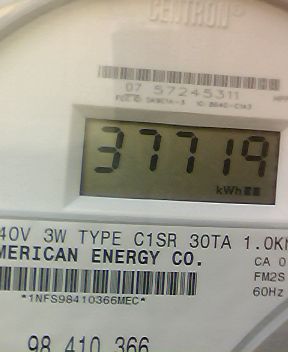 CENTRON®
07 57245311
37719
kWh
40V 3W TYPE C1SR 30TA 1.0K
MERICAN ENERGY CO.
CA 0
FM2S
60Hz
*1NFS98410366MEC*
98 410 366